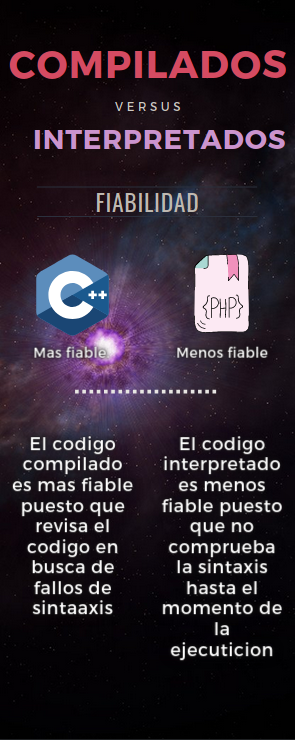 COMPILADOS
VERSUS
INTERPRETADOS
FIABILIDAD
C++
{PHP}
Mas fiable
Menos fiable
El codigo
compilado
es mas fiable
puesto que
revisa el
codigo en
busca de
fallos de
sintaaxis
El codigo
interpretado
es menos
fiable puesto
que no
comprueba
la sintaxis
hasta el
momento de
la
ejecuticion